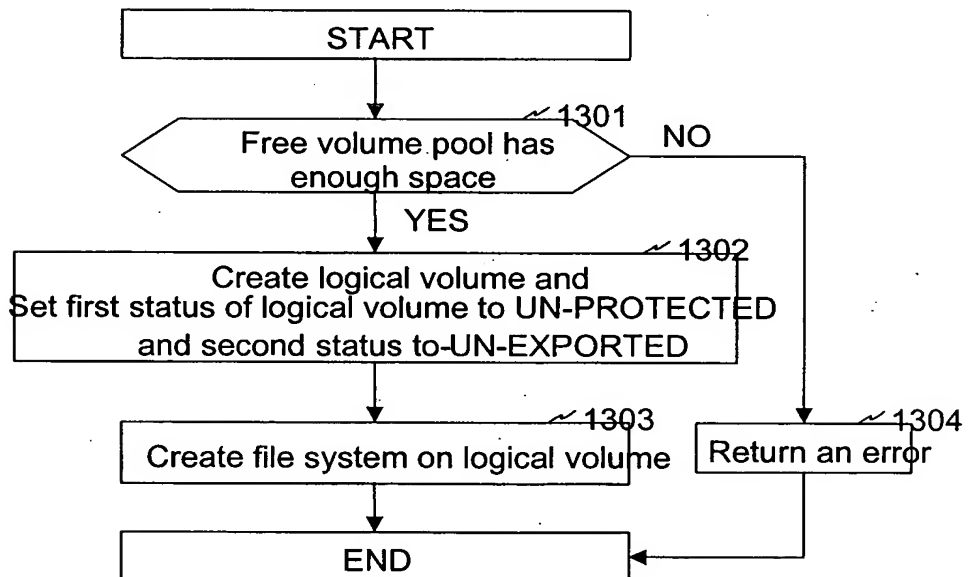 START
1301
Free volume pool has
enough space
NO
YES
1302
Create logical volume and
Set first status of logical volume to UN-PROTECTED
and second status to UN-EXPORTED
1303
Create file system on logical volume
1304
Return an error
END